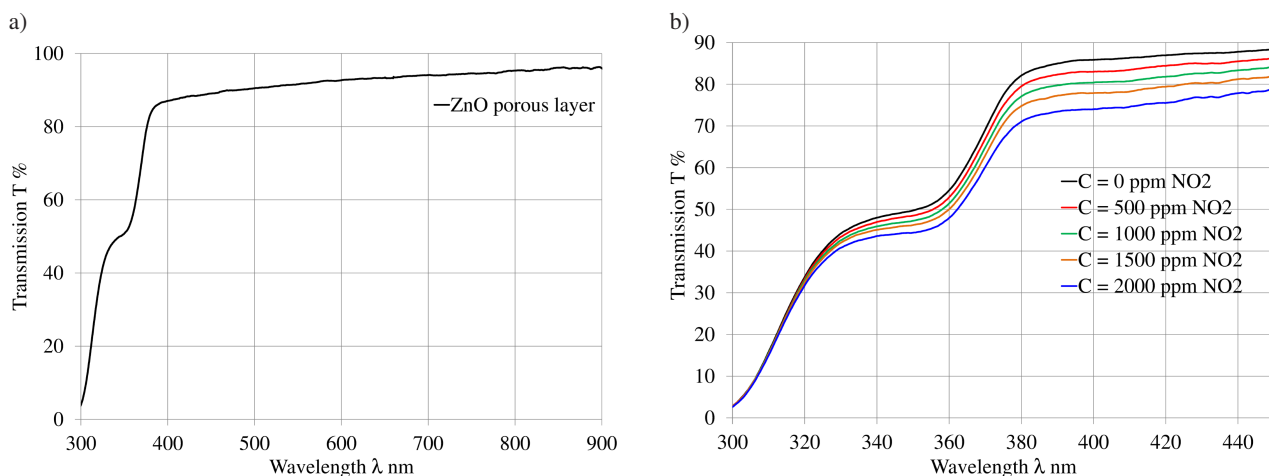 a)
100
80
60
40
20
0
Transmission T %
ZnO porous layer
300 400 500 600 700 800 900
Wavelength λ nm
b)
90
80
70
60
50
40
30
20
10
0
Transmission T %
C = 0 ppm NO2
C = 500 ppm NO2
C = 1000 ppm NO2
C = 1500 ppm NO2
C = 2000 ppm NO2
300 320 340 360 380 400 420 440
Wavelength λ nm